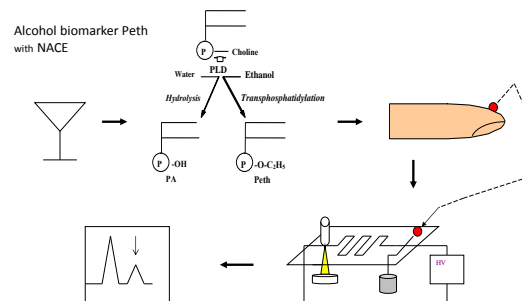 Alcohol biomarker Peth
with NACE
P
Choline
PLD
Water
Ethanol
Hydrolysis
Transphosphatidylation
P -OH
PA
P -O-C₂H₅
Peth
HV